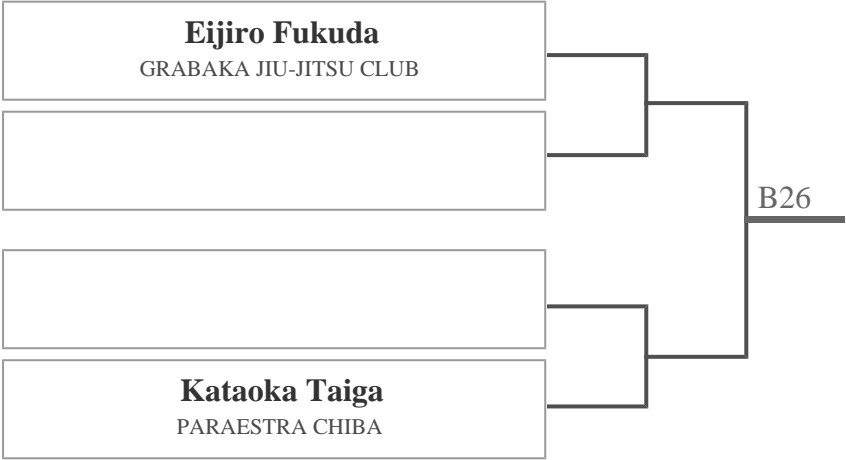 Eijiro Fukuda
GRABAKA JIU-JITSU CLUB
B26
Kataoka Taiga
PARAESTRA CHIBA